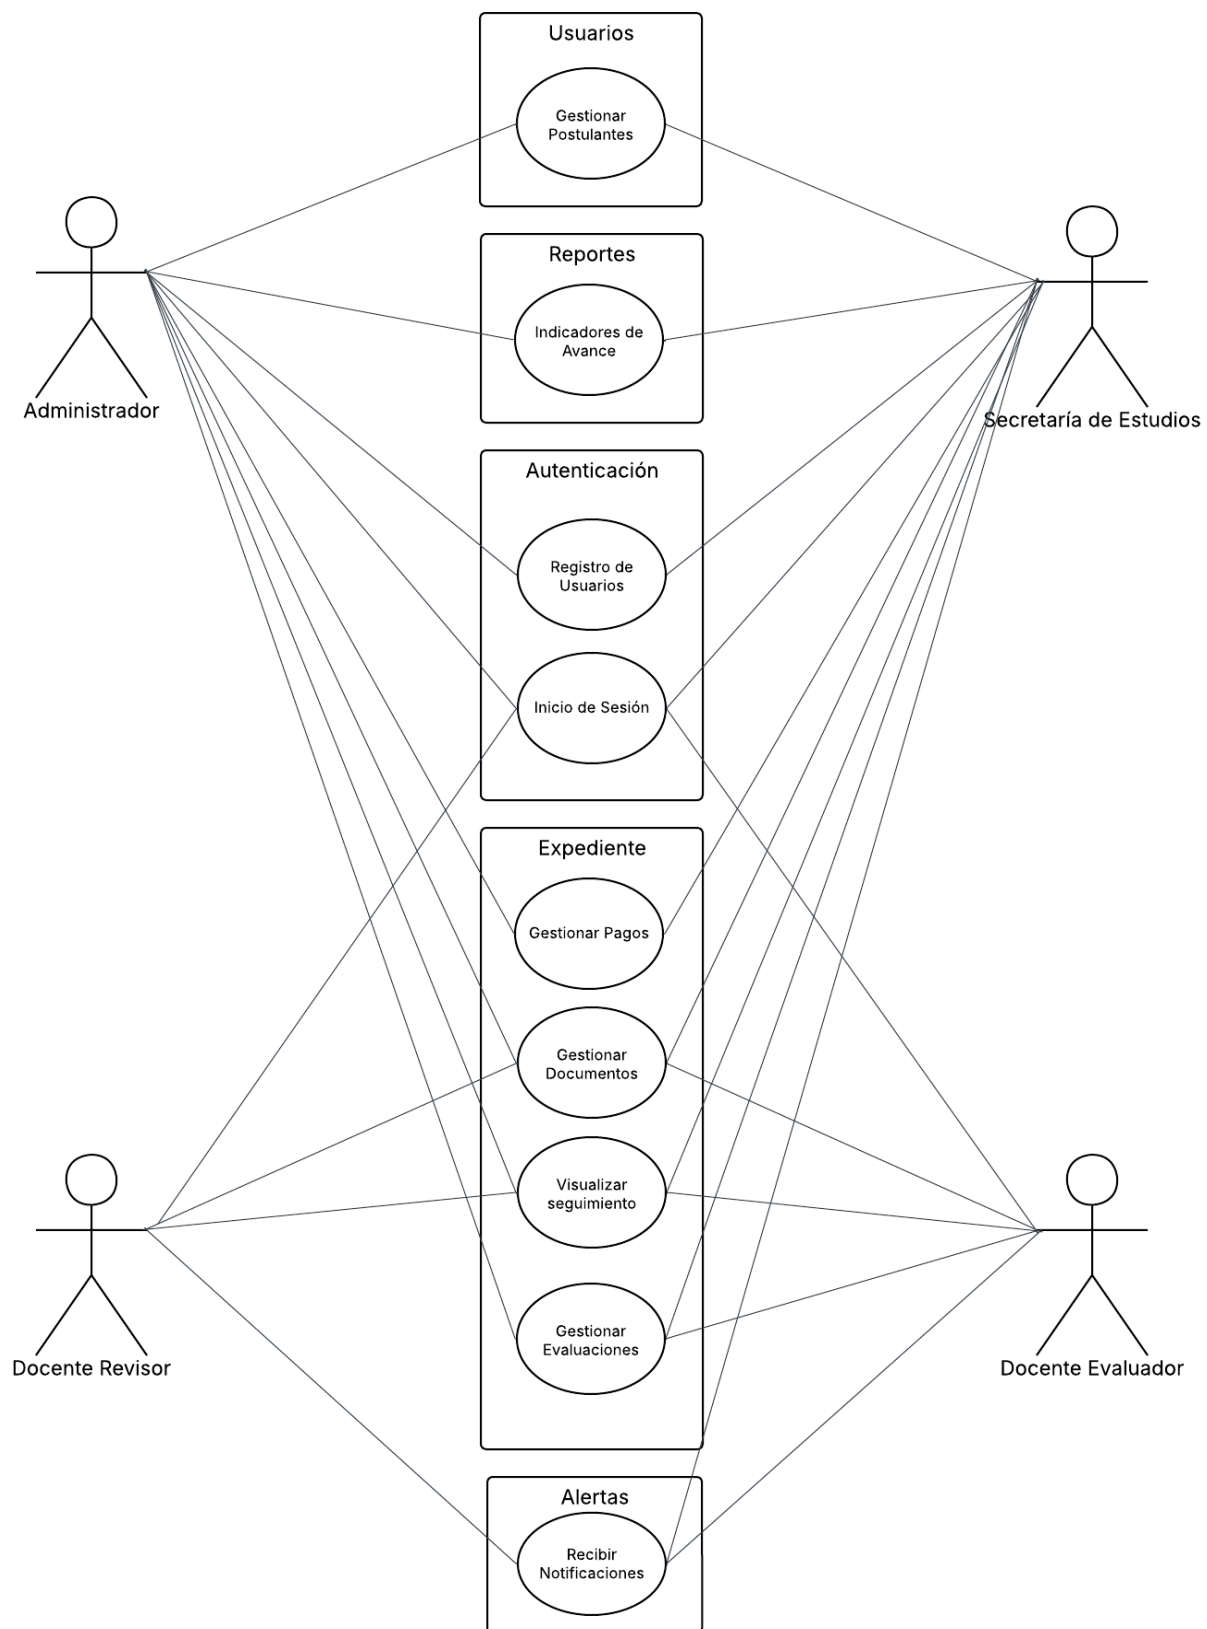 Usuarios
Gestionar
Postulantes
Reportes
Indicadores de
Avance
Administrador
Secretaría de Estudios
Autenticación
Registro de
Usuarios
Inicio de Sesión
Expediente
Gestionar Pagos
Gestionar
Documentos
Visualizar
seguimiento
Gestionar
Evaluaciones
Docente Revisor
Docente Evaluador
Alertas
Recibir
Notificaciones